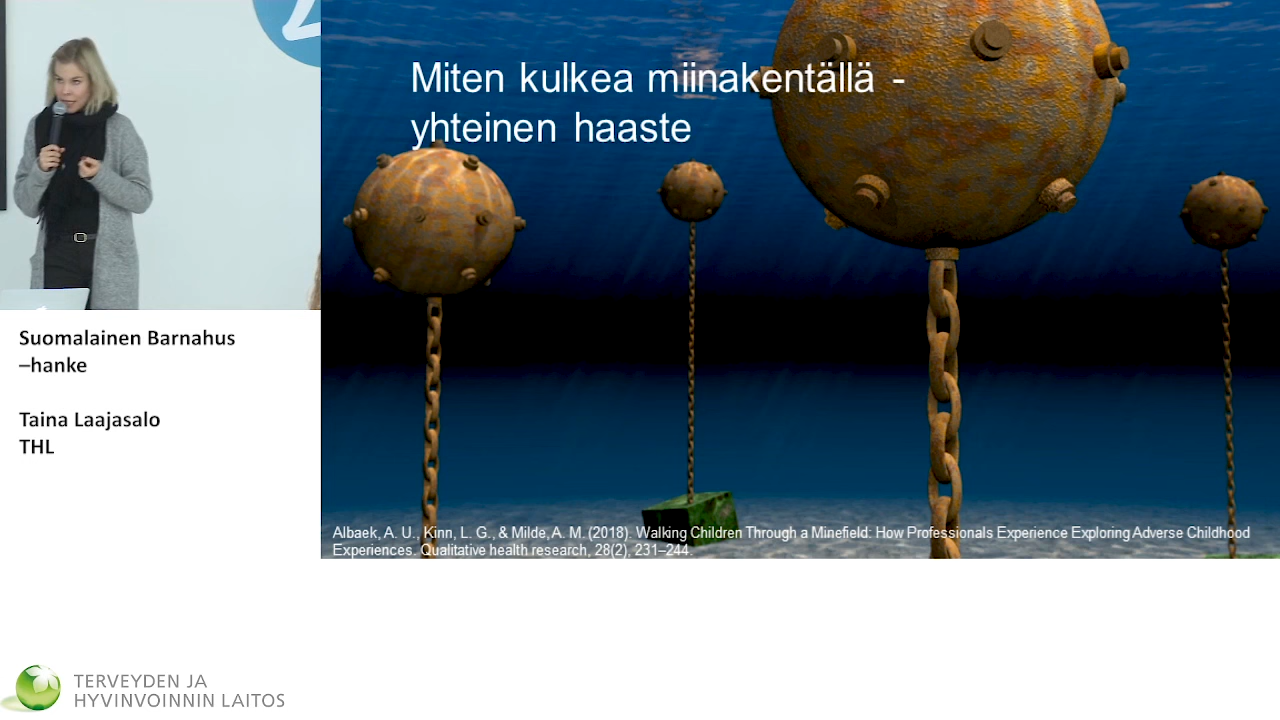 Miten kulkea miinakentällä -
yhteinen haaste
Suomalainen Barnahus
–hanke
Taina Laajasalo
THL
Albaek, A. U., Kinn, L. G., & Milde, A. M. (2018). Walking Children Through a Minefield: How Professionals Experience Exploring Adverse Childhood
Experiences. Qualitative health research, 28(2), 231–244.
TERVEYDEN JA
HYVINVOINNIN LAITOS